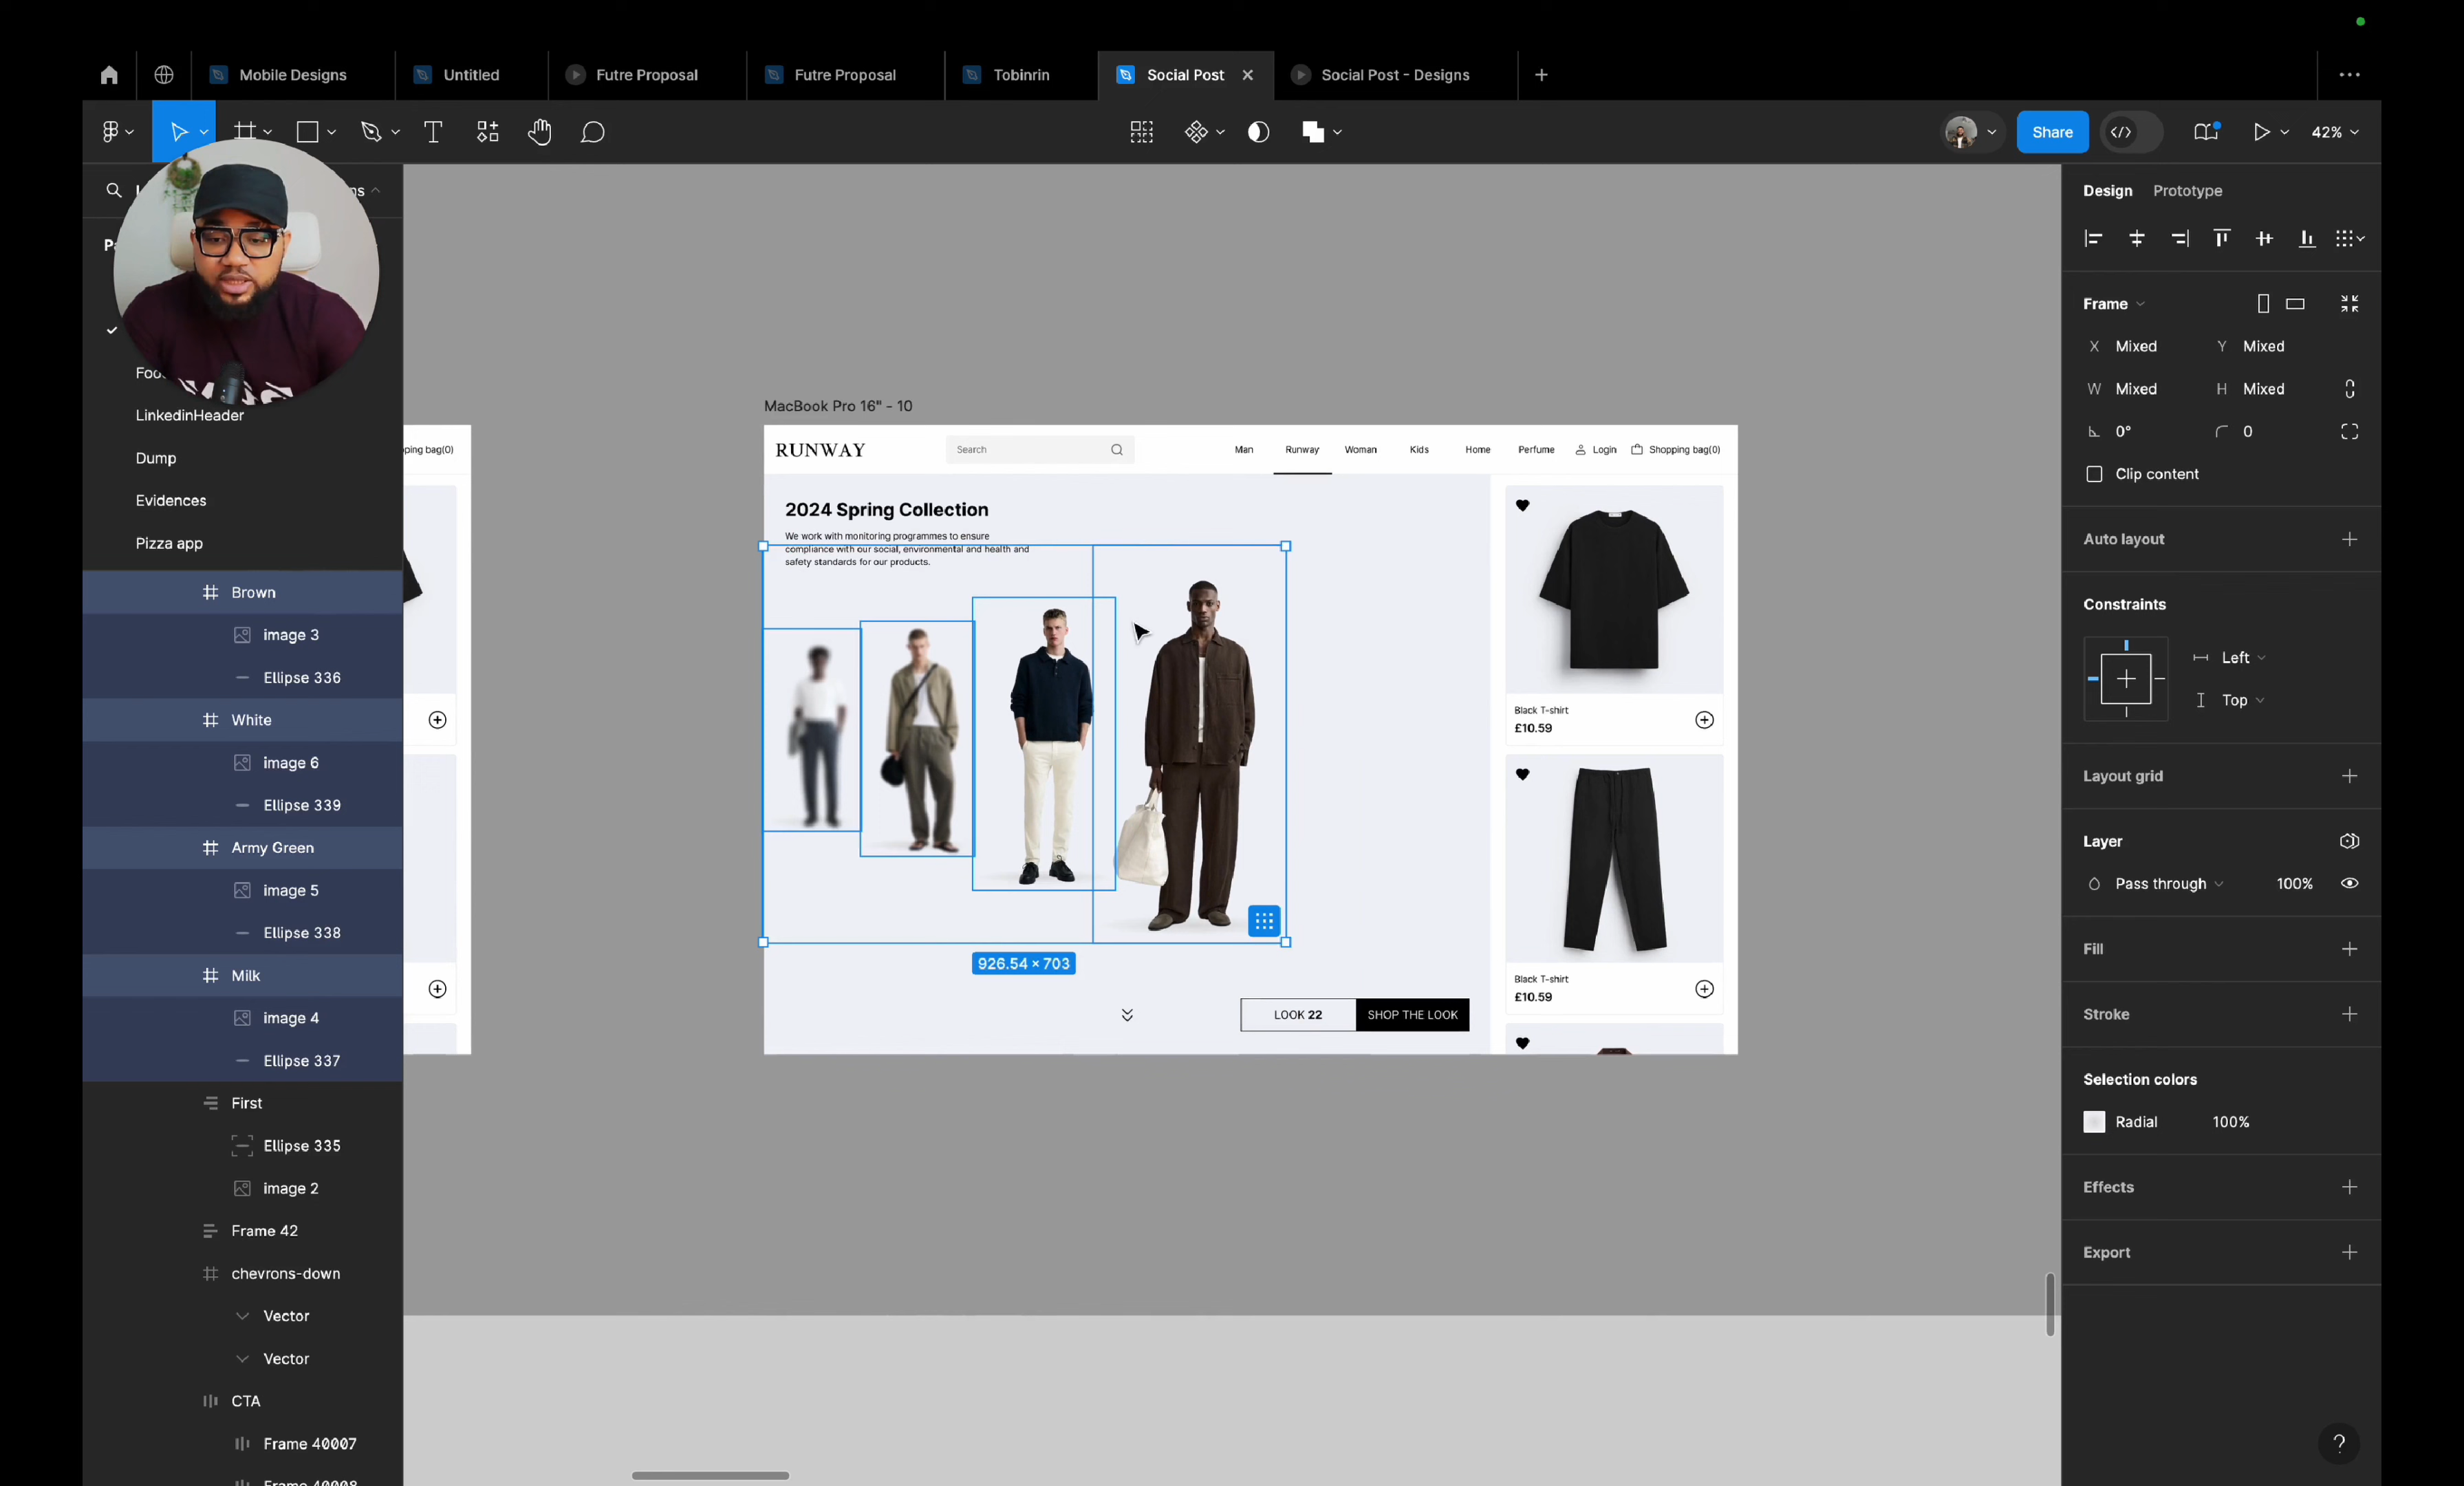 Mobile Designs
Untitled
Futre Proposal
Futre Proposal
Tobinrin
Social Post
Social Post - Designs
Share
42%
ns
LinkedinHeader
Dump
Evidences
Pizza app
Brown
image 3
Ellipse 336
White
image 6
Ellipse 339
Army Green
image 5
Ellipse 338
Milk
image 4
Ellipse 337
First
Ellipse 335
image 2
Frame 42
chevrons-down
Vector
Vector
CTA
Frame 40007
Frame 40008
ping bag(0)
MacBook Pro 16" - 10
RUNWAY
Search
Man
Runway
Woman
Kids
Home
Perfume
Login
Shopping bag(0)
2024 Spring Collection
We work with monitoring programmes to ensure
compliance with our social, environmental and health and
safety standards for our products.
926.54 × 703
LOOK 22
SHOP THE LOOK
Black T-shirt
£10.59
Black T-shirt
£10.59
Design
Prototype
Frame
X Mixed
Y Mixed
W Mixed
H Mixed
0°
0
Clip content
Auto layout
Constraints
Left
Top
Layout grid
Layer
Pass through
100%
Fill
Stroke
Selection colors
Radial
100%
Effects
Export
?